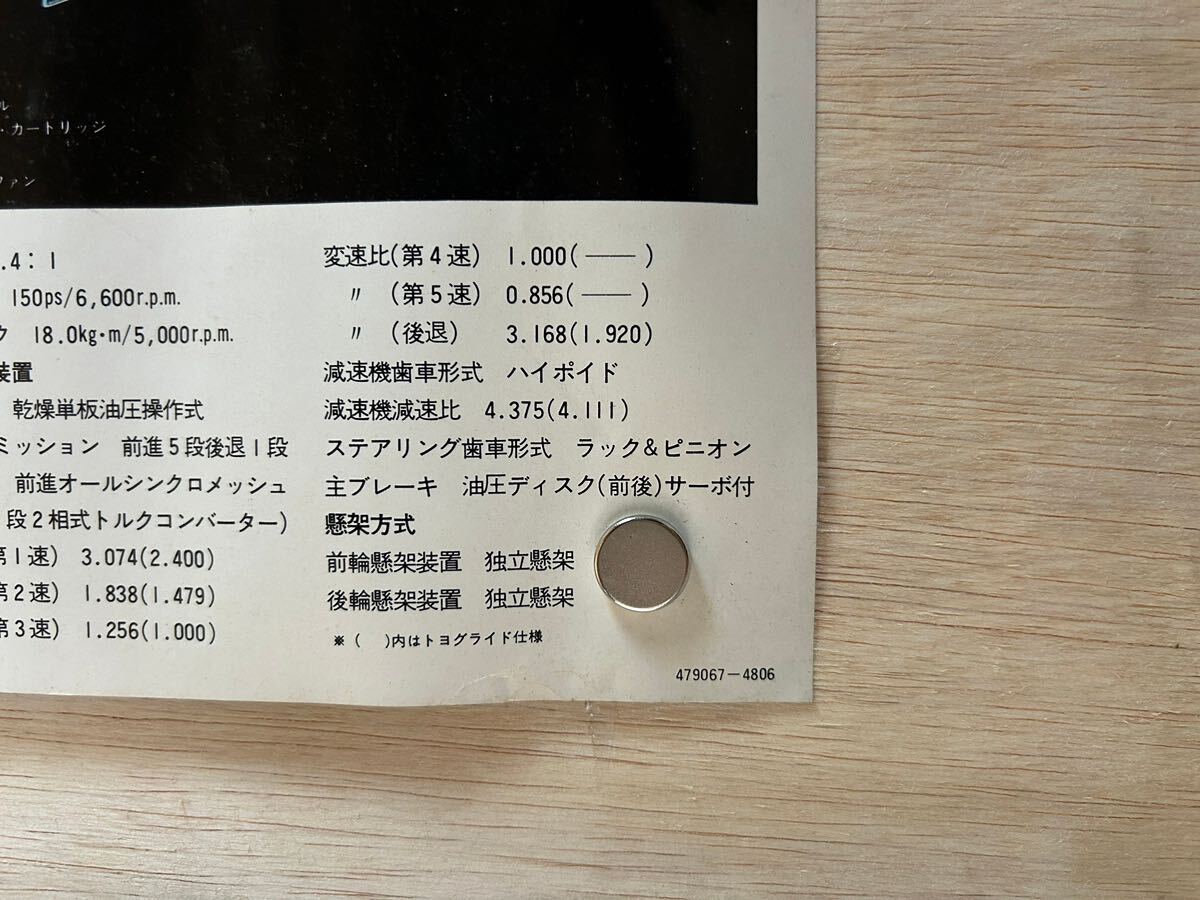 ル
・カートリッジ
ファン
.4：1
150ps/6,600r.p.m.
ク 18.0kg・m/5,000r.p.m.
装置
乾燥単板油圧操作式
ミッション 前進5段後退1段
前進オールシンクロメッシュ
段2相式トルクコンバーター)
第1速) 3.074(2.400)
第2速) 1.838(1.479)
第3速) 1.256(1.000)
変速比(第4速) 1.000( —— )
〃 (第5速) 0.856( —— )
〃 (後退) 3.168(1.920)
減速機歯車形式 ハイポイド
減速機減速比 4.375(4.111)
ステアリング歯車形式 ラック&ピニオン
主ブレーキ 油圧ディスク(前後)サーボ付
懸架方式
前輪懸架装置 独立懸架
後輪懸架装置 独立懸架
※( )内はトヨグライド仕様
479067－4806